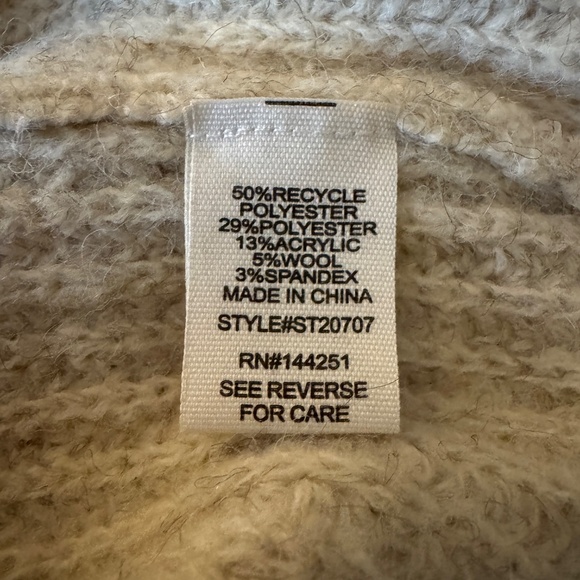 50%RECYCLE
POLYESTER
29%POLYESTER
13%ACRYLIC
5%WOOL
3%SPANDEX
MADE IN CHINA
STYLE#ST20707
RN#144251
SEE REVERSE
FOR CARE